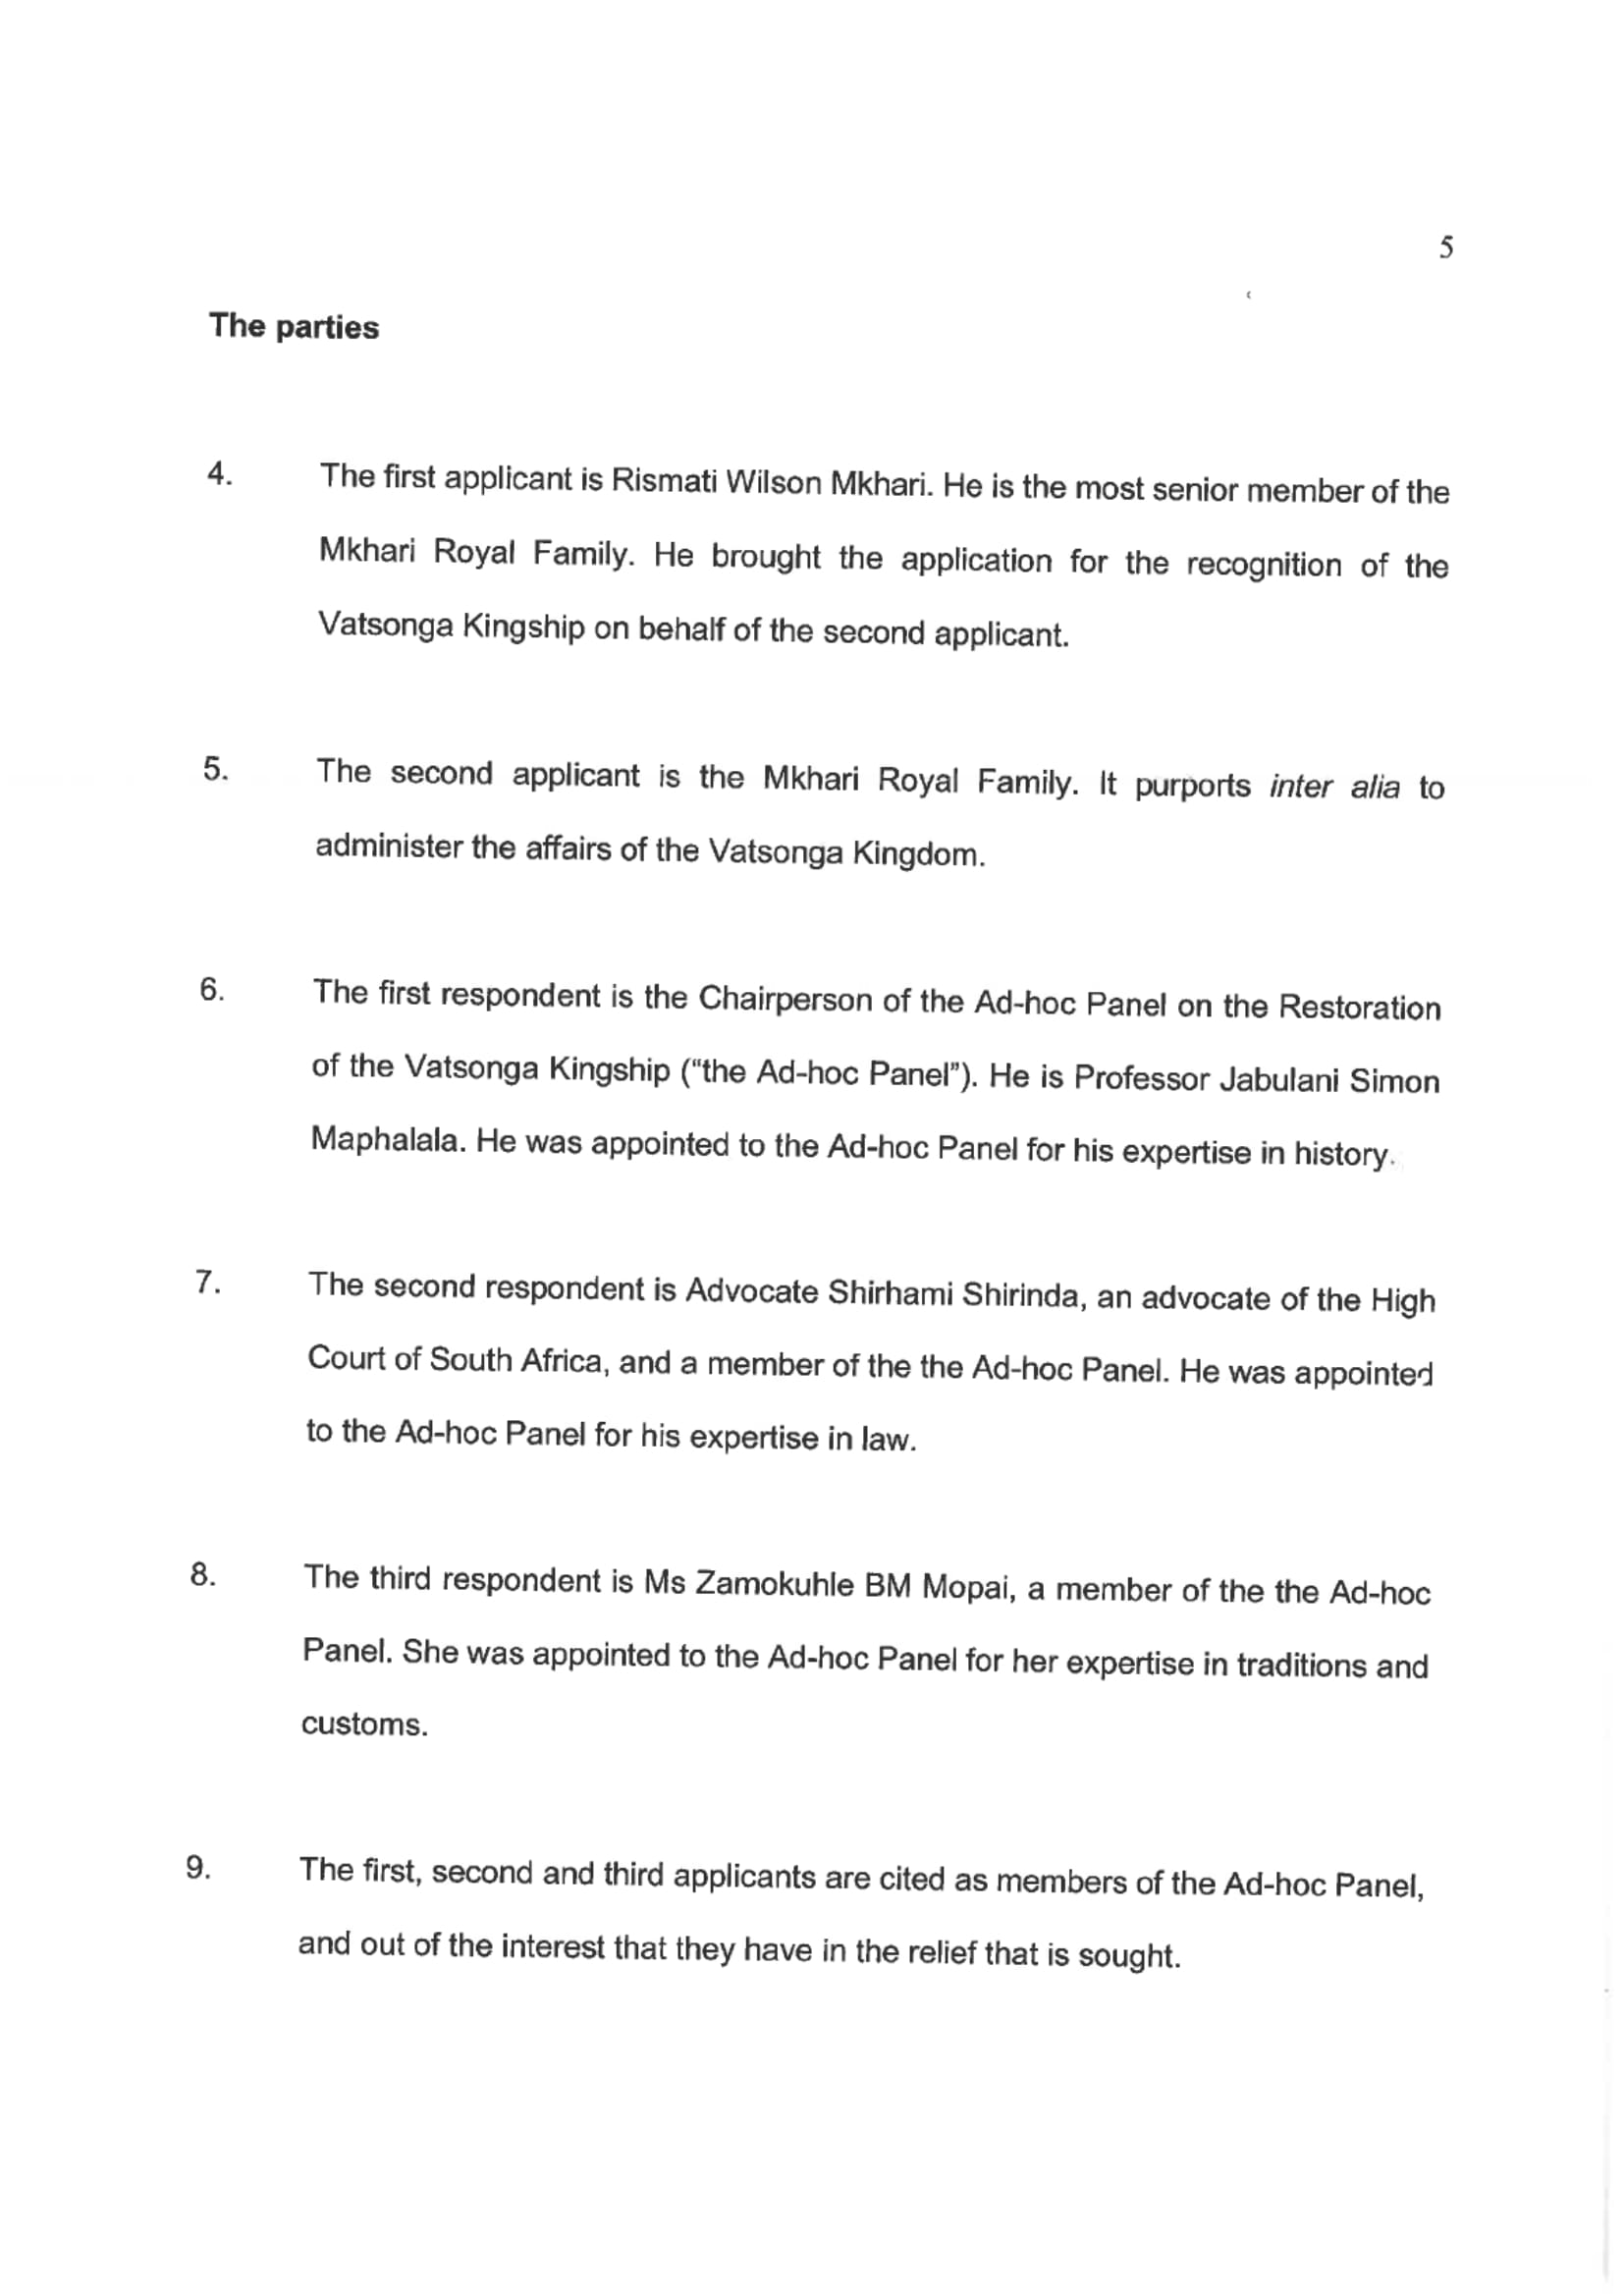 5
The parties
4. The first applicant is Rismati Wilson Mkhari. He is the most senior member of the
Mkhari Royal Family. He brought the application for the recognition of the
Vatsonga Kingship on behalf of the second applicant.
5. The second applicant is the Mkhari Royal Family. It purports inter alia to
administer the affairs of the Vatsonga Kingdom.
6. The first respondent is the Chairperson of the Ad-hoc Panel on the Restoration
of the Vatsonga Kingship (“the Ad-hoc Panel”). He is Professor Jabulani Simon
Maphalala. He was appointed to the Ad-hoc Panel for his expertise in history.
7. The second respondent is Advocate Shirhami Shirinda, an advocate of the High
Court of South Africa, and a member of the the Ad-hoc Panel. He was appointed
to the Ad-hoc Panel for his expertise in law.
8. The third respondent is Ms Zamokuhle BM Mopai, a member of the the Ad-hoc
Panel. She was appointed to the Ad-hoc Panel for her expertise in traditions and
customs.
9. The first, second and third applicants are cited as members of the Ad-hoc Panel,
and out of the interest that they have in the relief that is sought.